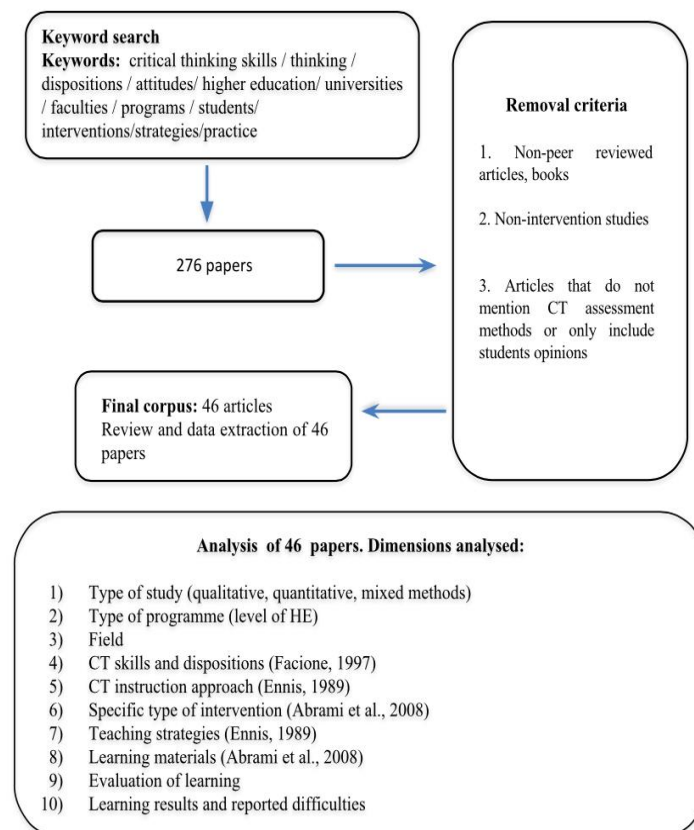 Keyword search
Keywords: critical thinking skills / thinking /
dispositions / attitudes/ higher education/ universities
/ faculties / programs / students/
interventions/strategies/practice
276 papers
Removal criteria
1. Non-peer reviewed
articles, books
2. Non-intervention studies
3. Articles that do not
mention CT assessment
methods or only include
students opinions
Final corpus: 46 articles
Review and data extraction of 46
papers
Analysis of 46 papers. Dimensions analysed:
1) Type of study (qualitative, quantitative, mixed methods)
2) Type of programme (level of HE)
3) Field
4) CT skills and dispositions (Facione, 1997)
5) CT instruction approach (Ennis, 1989)
6) Specific type of intervention (Abrami et al., 2008)
7) Teaching strategies (Ennis, 1989)
8) Learning materials (Abrami et al., 2008)
9) Evaluation of learning
10) Learning results and reported difficulties